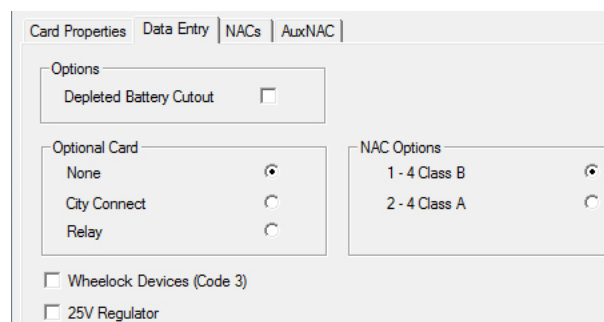 Card Properties Data Entry NACs AuxNAC
Options
Depleted Battery Cutout
Optional Card
None
City Connect
Relay
NAC Options
1 - 4 Class B
2 - 4 Class A
Wheelock Devices (Code 3)
25V Regulator